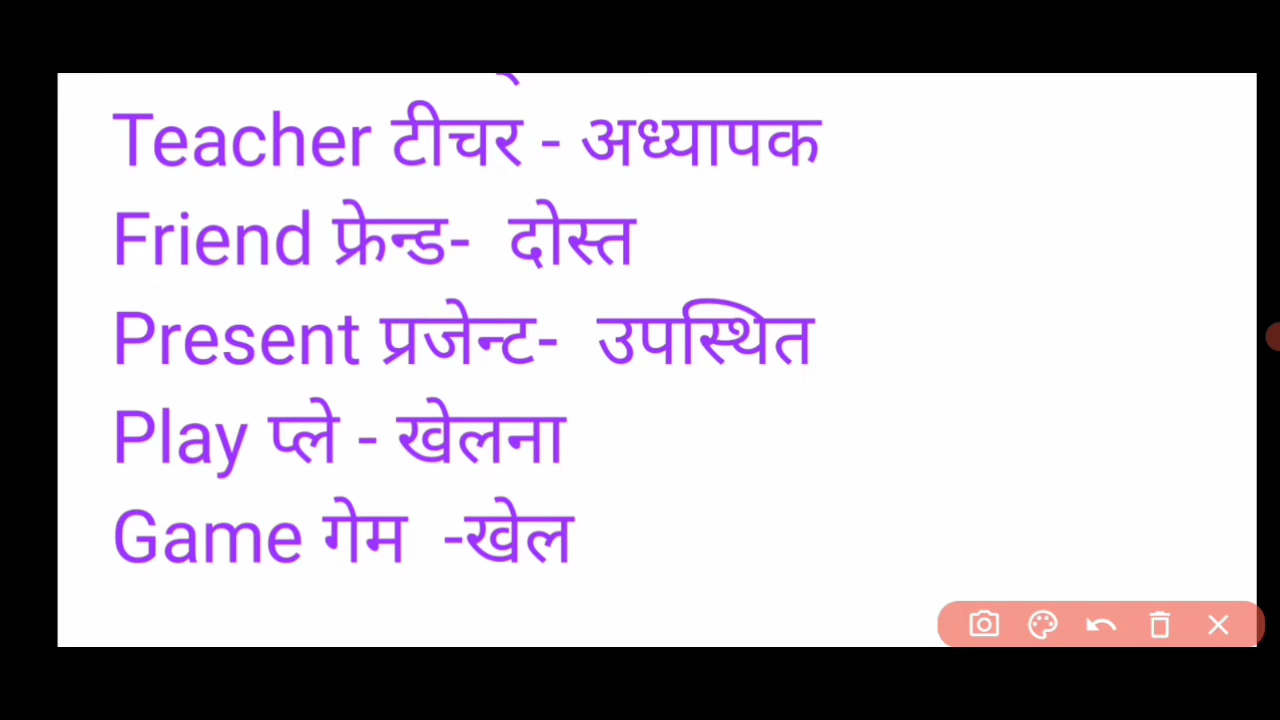 Teacher टीचर - अध्यापक
Friend फ्रेन्ड- दोस्त
Present प्रजेन्ट- उपस्थित
Play प्ले - खेलना
Game गेम -खेल